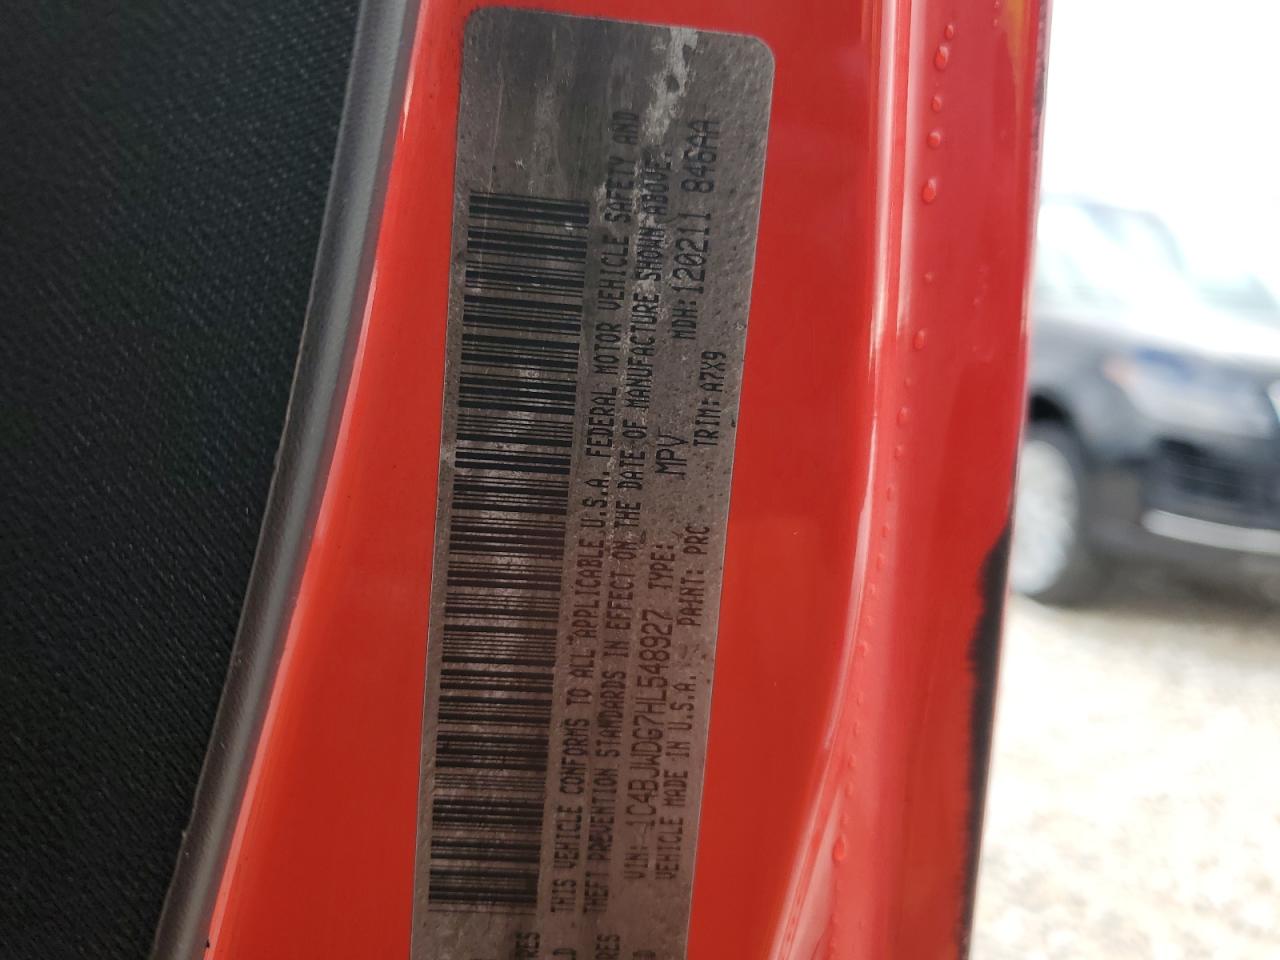 THIS VEHICLE CONFORMS TO ALL APPLICABLE U.S.A. FEDERAL MOTOR VEHICLE SAFETY AND
THEFT PREVENTION STANDARDS IN EFFECT ON THE DATE OF MANUFACTURE SHOWN ABOVE.
VIN: 1C4BJWDG7HL548927 TYPE: MPV MDH: 120211 846AA
VEHICLE MADE IN U.S.A. PAINT: PRC TRIM: A7X9